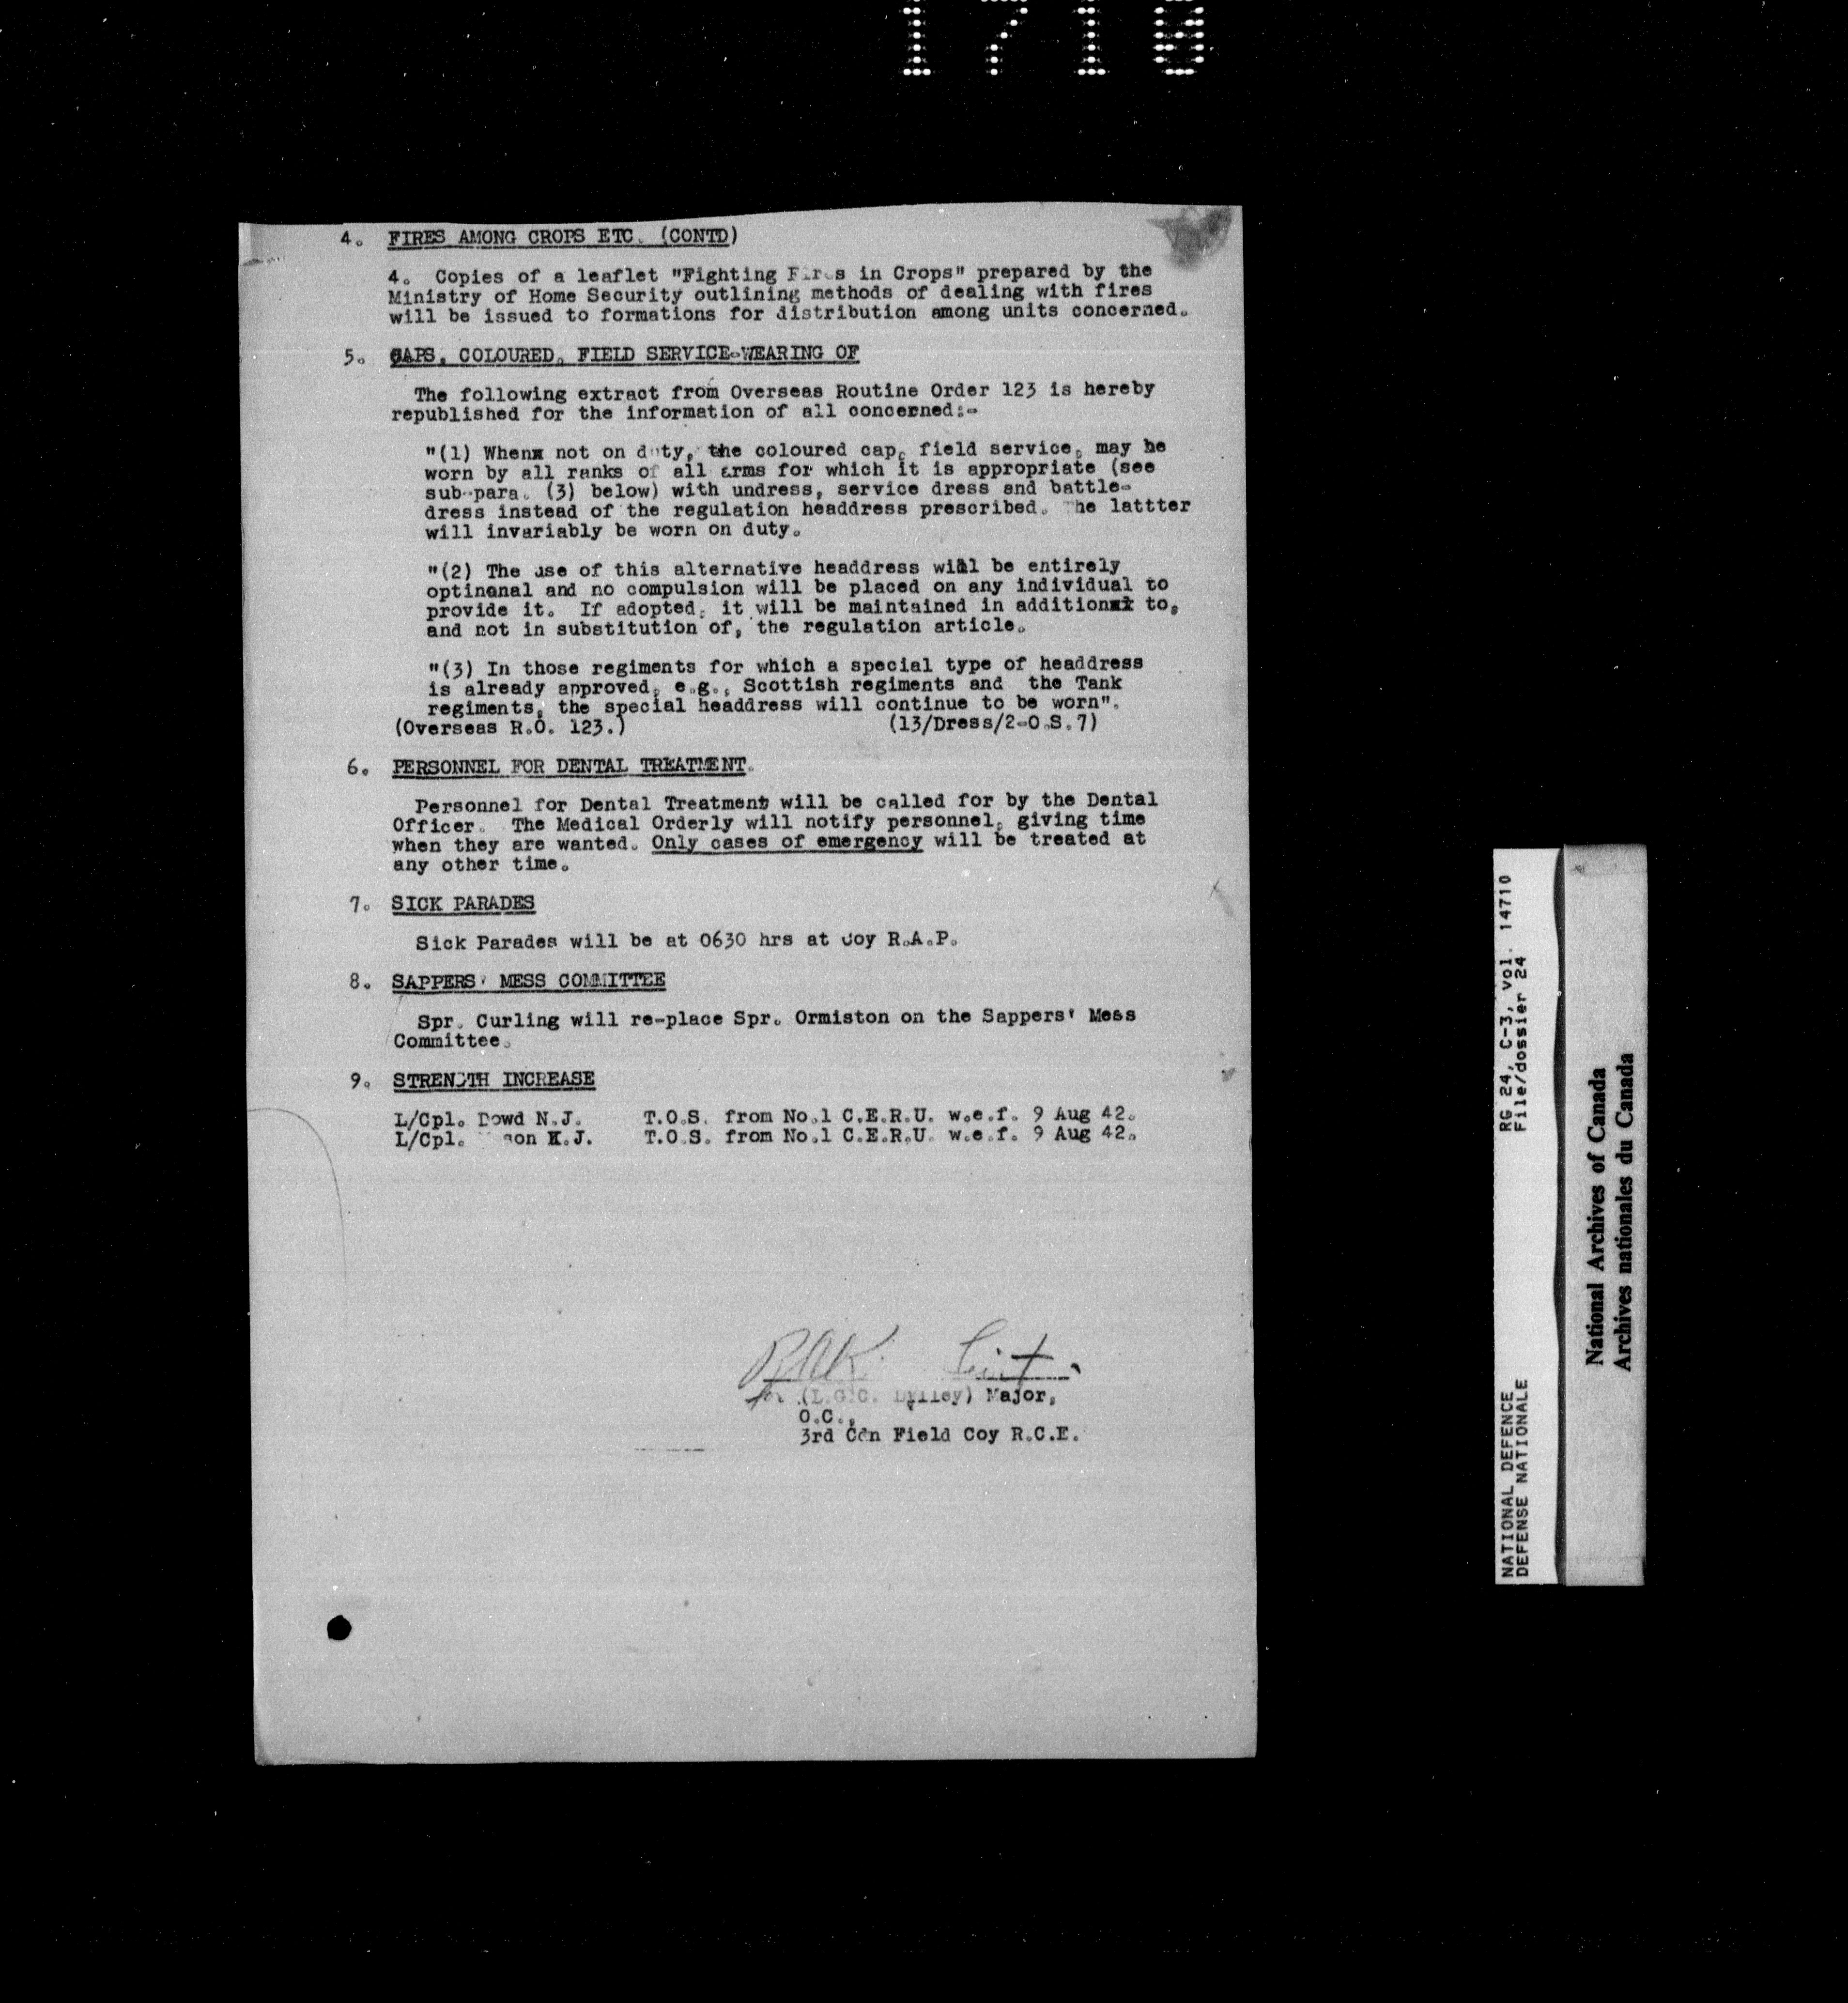 1710
4. FIRES AMONG CROPS ETC. (CONTD)
4. Copies of a leaflet "Fighting Fires in Crops" prepared by the
Ministry of Home Security outlining methods of dealing with fires
will be issued to formations for distribution among units concerned.
5. CAPS, COLOURED, FIELD SERVICE-WEARING OF
The following extract from Overseas Routine Order 123 is hereby
republished for the information of all concerned:-
"(1) Whenx not on duty, the coloured cap, field service, may be
worn by all ranks of all arms for which it is appropriate (see
sub-para. (3) below) with undress, service dress and battle-
dress instead of the regulation headdress prescribed. The lattter
will invariably be worn on duty.
"(2) The use of this alternative headdress will be entirely
optinonal and no compulsion will be placed on any individual to
provide it. If adopted, it will be maintained in addition to,
and not in substitution of, the regulation article.
"(3) In those regiments for which a special type of headdress
is already approved, e.g., Scottish regiments and the Tank
regiments, the special headdress will continue to be worn".
(Overseas R.O. 123.) (13/Dress/2-O.S.7)
6. PERSONNEL FOR DENTAL TREATMENT.
Personnel for Dental Treatment will be called for by the Dental
Officer. The Medical Orderly will notify personnel, giving time
when they are wanted. Only cases of emergency will be treated at
any other time.
7. SICK PARADES
Sick Parades will be at 0630 hrs at Coy R.A.P.
8. SAPPERS' MESS COMMITTEE
Spr. Curling will re-place Spr. Ormiston on the Sappers' Mess
Committee.
9. STRENGTH INCREASE
L/Cpl. Dowd N.J. T.O.S. from No.1 C.E.R.U. w.e.f. 9 Aug 42.
L/Cpl. K.J. T.O.S. from No.1 C.E.R.U. w.e.f. 9 Aug 42.
for (L.G.C. Lilley) Major,
O.C.,
3rd Cdn Field Coy R.C.E.
NATIONAL DEFENCE RG 24, C-3, vol. 14710
DEFENSE NATIONALE File/dossier 24
National Archives of Canada
Archives nationales du Canada